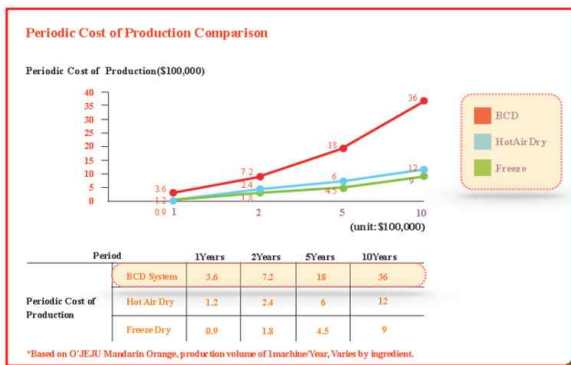 Periodic Cost of Production Comparison
Periodic Cost of Production($100,000)
40
35
30
25
20
15
10
5
0
3.6
1.2
0.9
7.2
2.4
1.8
18
6
4.5
36
12
9
1 2 5 10
(unit:$100,000)
BCD
HotAirDry
Freeze
Period 1Years 2Years 5Years 10Years
Periodic Cost of
Production
BCD System 3.6 7.2 18 36
Hot Air Dry 1.2 2.4 6 12
Freeze Dry 0.9 1.8 4.5 9
*Based on O'JEJU Mandarin Orange, production volume of 1machine/Year, Varies by ingredient.